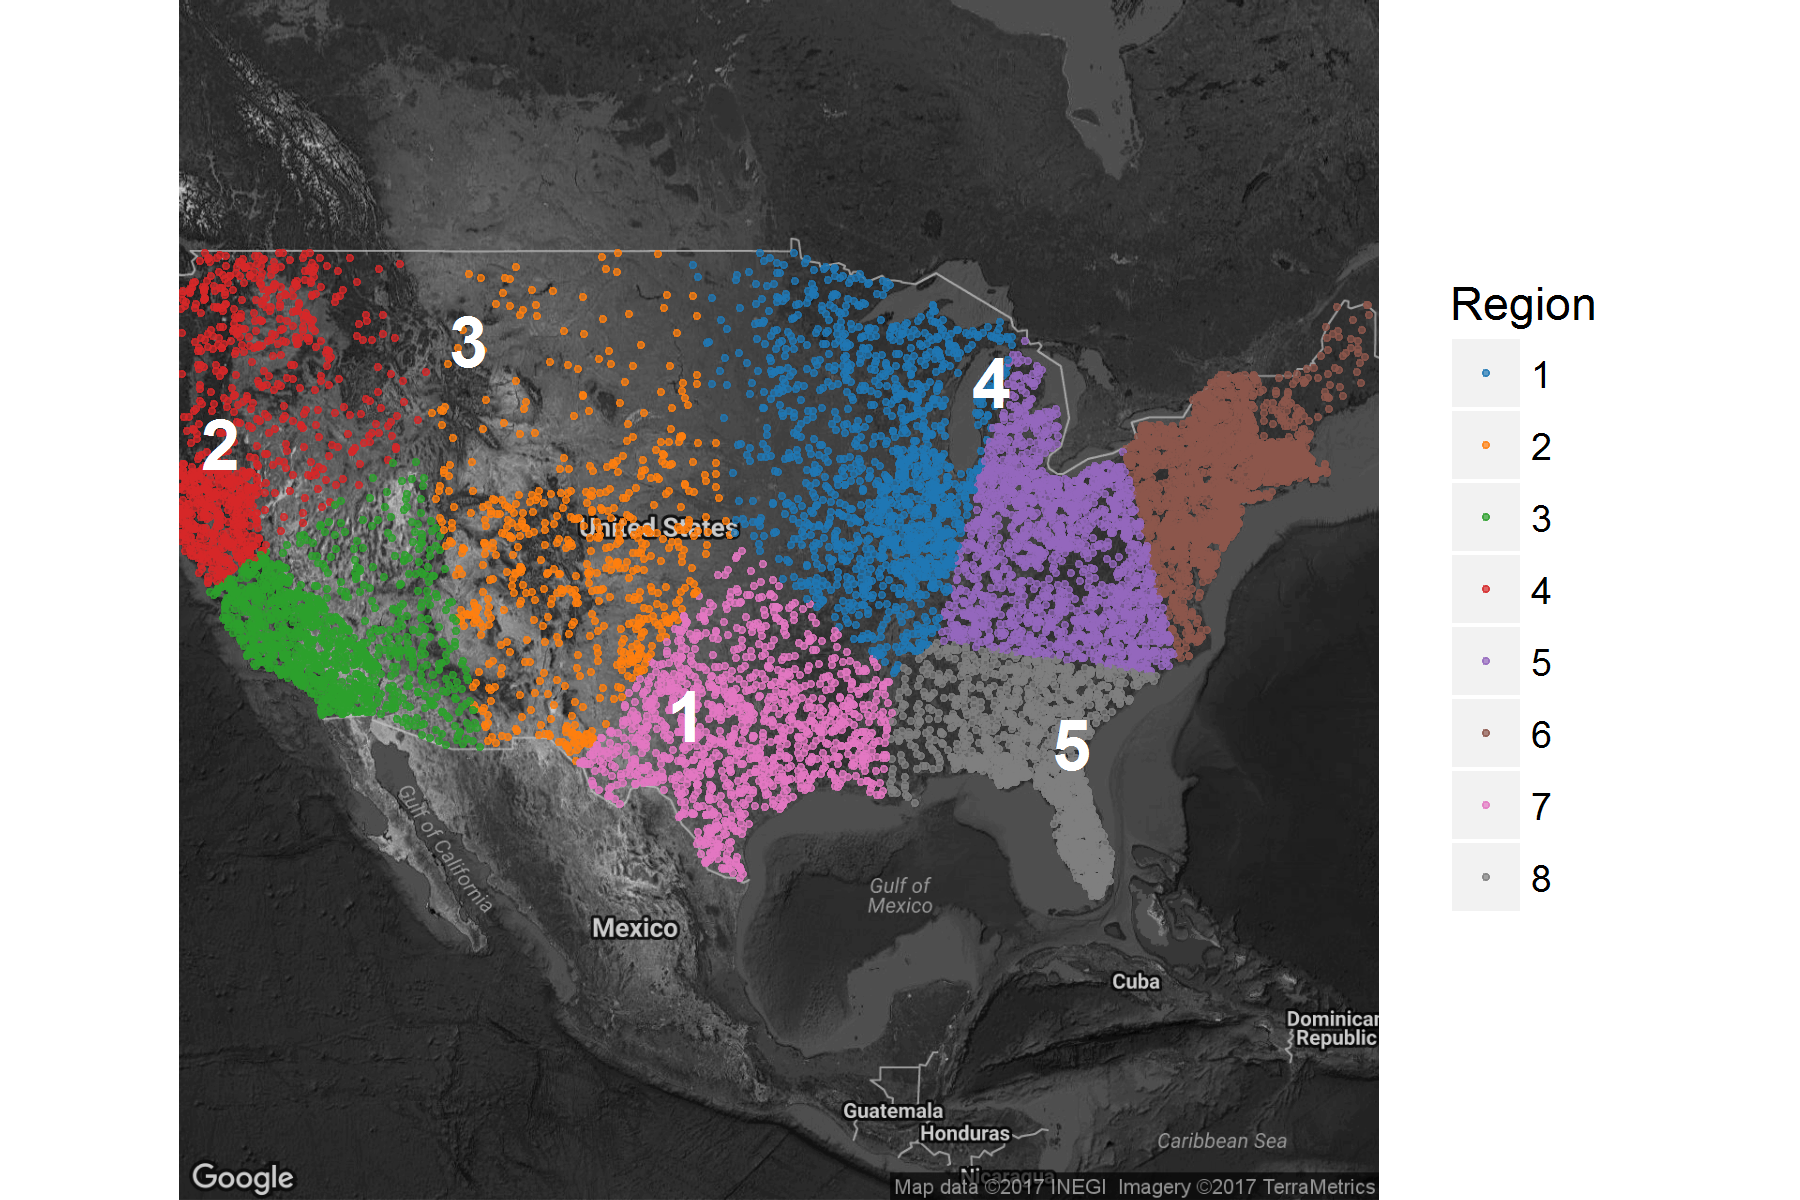 3
4
2
United States
1
5
Gulf of California
Gulf of
Mexico
Mexico
Cuba
Dominican
Republic
Guatemala
Honduras
Nicaragua
Caribbean Sea
Google
Map data ©2017 INEGI Imagery ©2017 TerraMetrics
Region
1
2
3
4
5
6
7
8